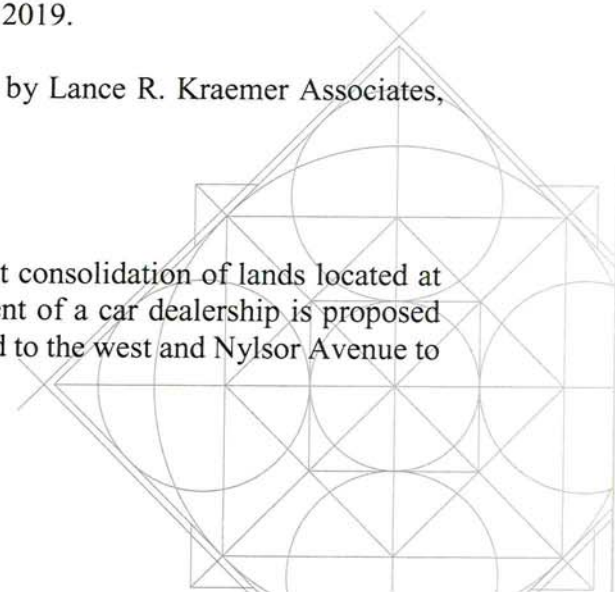 2019.
by Lance R. Kraemer Associates,
t consolidation of lands located at
ent of a car dealership is proposed
d to the west and Nylsor Avenue to